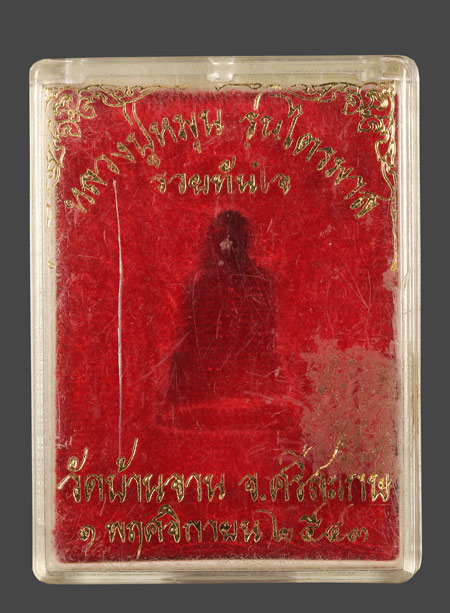 หลวงปู่หมุน รุ่นไตรมาส
รวยทันใจ
วัดบ้านจาน จ.ศรีสะเกษ
๑ พฤศจิกายน ๒๕๔๓